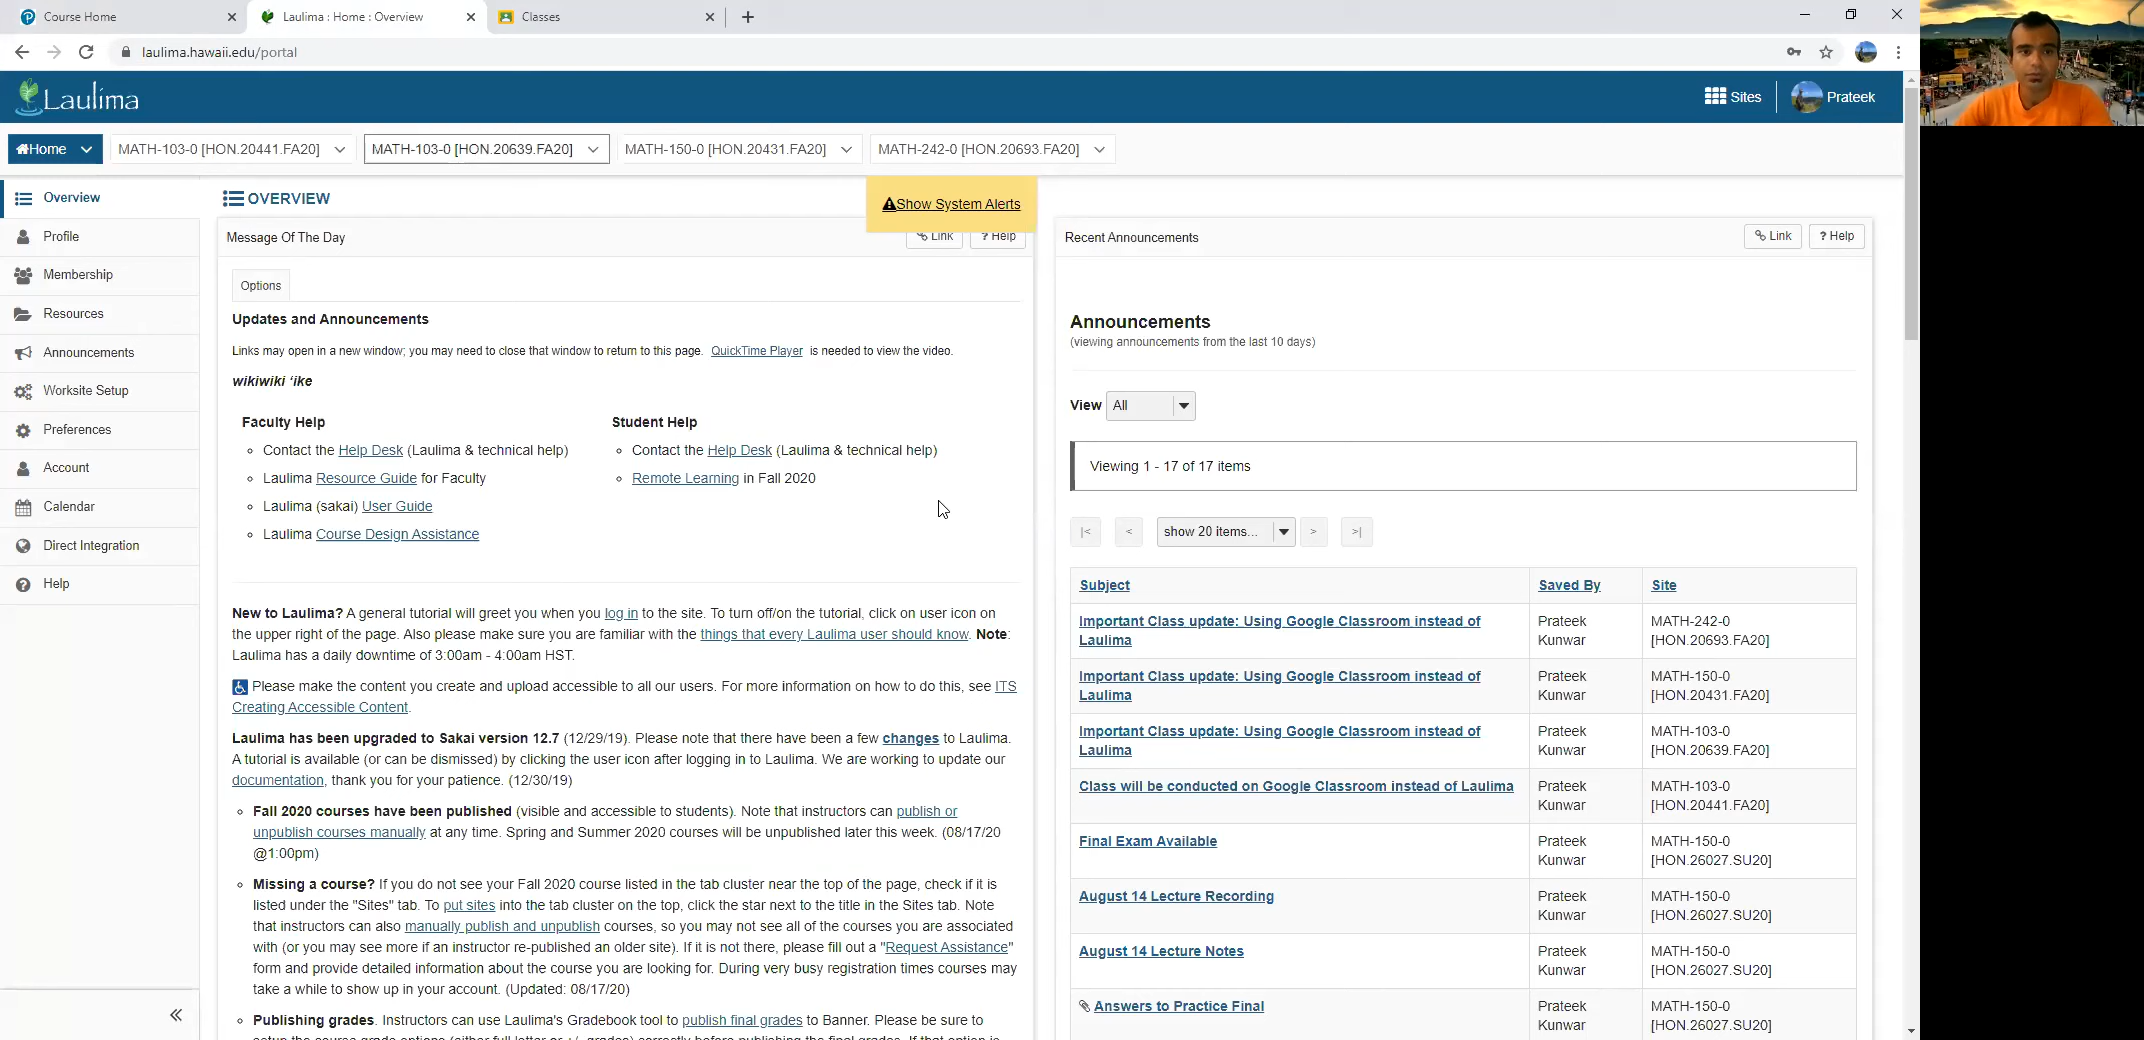 Course Home
Laulima : Home : Overview
Classes
laulima.hawaii.edu/portal
Laulima
Sites
Prateek
Home
MATH-103-0 [HON.20441.FA20]
MATH-103-0 [HON.20639.FA20]
MATH-150-0 [HON.20431.FA20]
MATH-242-0 [HON.20693.FA20]
Overview
Profile
Membership
Resources
Announcements
Worksite Setup
Preferences
Account
Calendar
Direct Integration
Help
OVERVIEW
Show System Alerts
Message Of The Day
Link
? Help
Options
Updates and Announcements
Links may open in a new window; you may need to close that window to return to this page. QuickTime Player is needed to view the video.
wikiwiki ‘ike
Faculty Help
Contact the Help Desk (Laulima & technical help)
Laulima Resource Guide for Faculty
Laulima (sakai) User Guide
Laulima Course Design Assistance
Student Help
Contact the Help Desk (Laulima & technical help)
Remote Learning in Fall 2020
New to Laulima? A general tutorial will greet you when you log in to the site. To turn off/on the tutorial, click on user icon on
the upper right of the page. Also please make sure you are familiar with the things that every Laulima user should know. Note:
Laulima has a daily downtime of 3:00am - 4:00am HST.
Please make the content you create and upload accessible to all our users. For more information on how to do this, see ITS
Creating Accessible Content.
Laulima has been upgraded to Sakai version 12.7 (12/29/19). Please note that there have been a few changes to Laulima.
A tutorial is available (or can be dismissed) by clicking the user icon after logging in to Laulima. We are working to update our
documentation, thank you for your patience. (12/30/19)
Fall 2020 courses have been published (visible and accessible to students). Note that instructors can publish or
unpublish courses manually at any time. Spring and Summer 2020 courses will be unpublished later this week. (08/17/20
@1:00pm)
Missing a course? If you do not see your Fall 2020 course listed in the tab cluster near the top of the page, check if it is
listed under the "Sites" tab. To put sites into the tab cluster on the top, click the star next to the title in the Sites tab. Note
that instructors can also manually publish and unpublish courses, so you may not see all of the courses you are associated
with (or you may see more if an instructor re-published an older site). If it is not there, please fill out a "Request Assistance"
form and provide detailed information about the course you are looking for. During very busy registration times courses may
take a while to show up in your account. (Updated: 08/17/20)
Publishing grades. Instructors can use Laulima's Gradebook tool to publish final grades to Banner. Please be sure to
Recent Announcements
Link
? Help
Announcements
(viewing announcements from the last 10 days)
View All
Viewing 1 - 17 of 17 items
|< < show 20 items... > >|
Subject Saved By Site
Important Class update: Using Google Classroom instead of Prateek MATH-242-0
Laulima Kunwar [HON.20693.FA20]
Important Class update: Using Google Classroom instead of Prateek MATH-150-0
Laulima Kunwar [HON.20431.FA20]
Important Class update: Using Google Classroom instead of Prateek MATH-103-0
Laulima Kunwar [HON.20639.FA20]
Class will be conducted on Google Classroom instead of Laulima Prateek MATH-103-0
Kunwar [HON.20441.FA20]
Final Exam Available Prateek MATH-150-0
Kunwar [HON.26027.SU20]
August 14 Lecture Recording Prateek MATH-150-0
Kunwar [HON.26027.SU20]
August 14 Lecture Notes Prateek MATH-150-0
Kunwar [HON.26027.SU20]
Answers to Practice Final Prateek MATH-150-0
Kunwar [HON.26027.SU20]